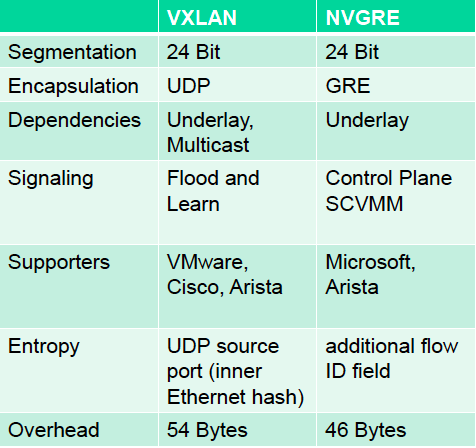 VXLAN NVGRE
Segmentation 24 Bit 24 Bit
Encapsulation UDP GRE
Dependencies Underlay, Underlay
Multicast
Signaling Flood and Control Plane
Learn SCVMM
Supporters VMware, Microsoft,
Cisco, Arista Arista
Entropy UDP source additional flow
port (inner ID field
Ethernet hash)
Overhead 54 Bytes 46 Bytes